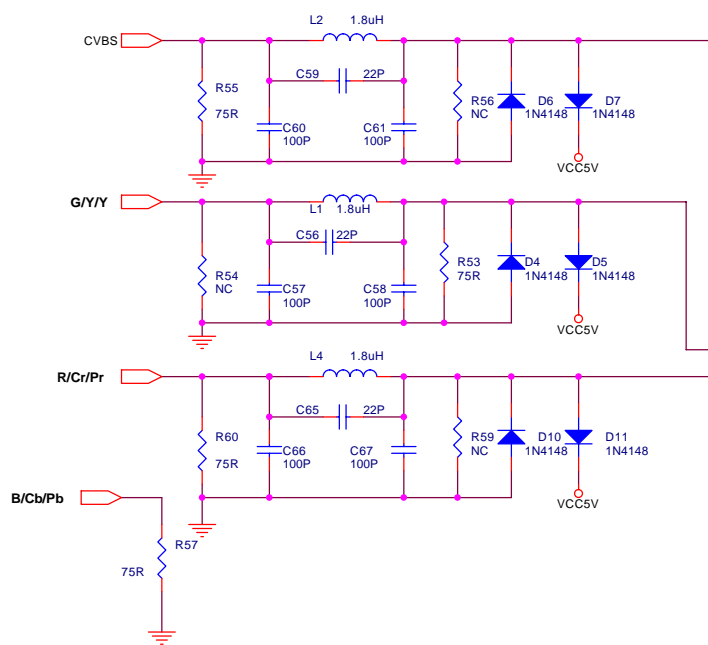 L2 1.8uH
CVBS
C59 22P
R55
75R
C60
100P
C61
100P
R56
NC
D6
1N4148
D7
1N4148
VCC5V
G/Y/Y
L1 1.8uH
C56 22P
R54
NC
C57
100P
C58
100P
R53
75R
D4
1N4148
D5
1N4148
VCC5V
L4 1.8uH
R/Cr/Pr
C65 22P
R60
75R
C66
100P
C67
100P
R59
NC
D10
1N4148
D11
1N4148
VCC5V
B/Cb/Pb
R57
75R